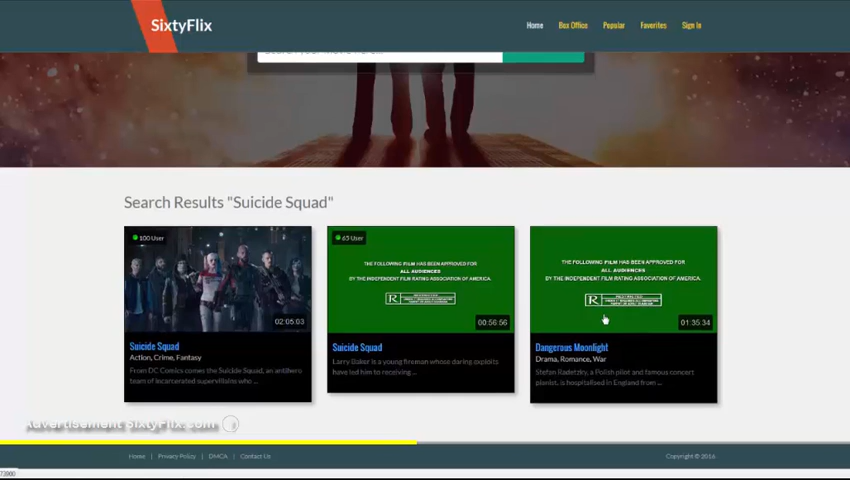 SixtyFlix
Home Box Office Popular Favorites Sign In
Search Results "Suicide Squad"
100 User
02:05:03
Suicide Squad
Action, Crime, Fantasy
From DC Comics comes the Suicide Squad, an antihero
team of incarcerated supervillains who ...
65 User
THE FOLLOWING FILM HAS BEEN APPROVED FOR
ALL AUDIENCES
BY THE INDEPENDENT FILM RATING ASSOCIATION OF AMERICA.
R
00:56:56
Suicide Squad
Larry Baker is a young fireman whose daring exploits
have led him to receiving ...
THE FOLLOWING FILM HAS BEEN APPROVED FOR
ALL AUDIENCES
BY THE INDEPENDENT FILM RATING ASSOCIATION OF AMERICA.
R
01:35:34
Dangerous Moonlight
Drama, Romance, War
Stefan Radetzky, a Polish pilot and famous concert
pianist, is hospitalised in England from ...
Advertisement SixtyFlix.com
Home | Privacy Policy | DMCA | Contact Us
Copyright © 2016